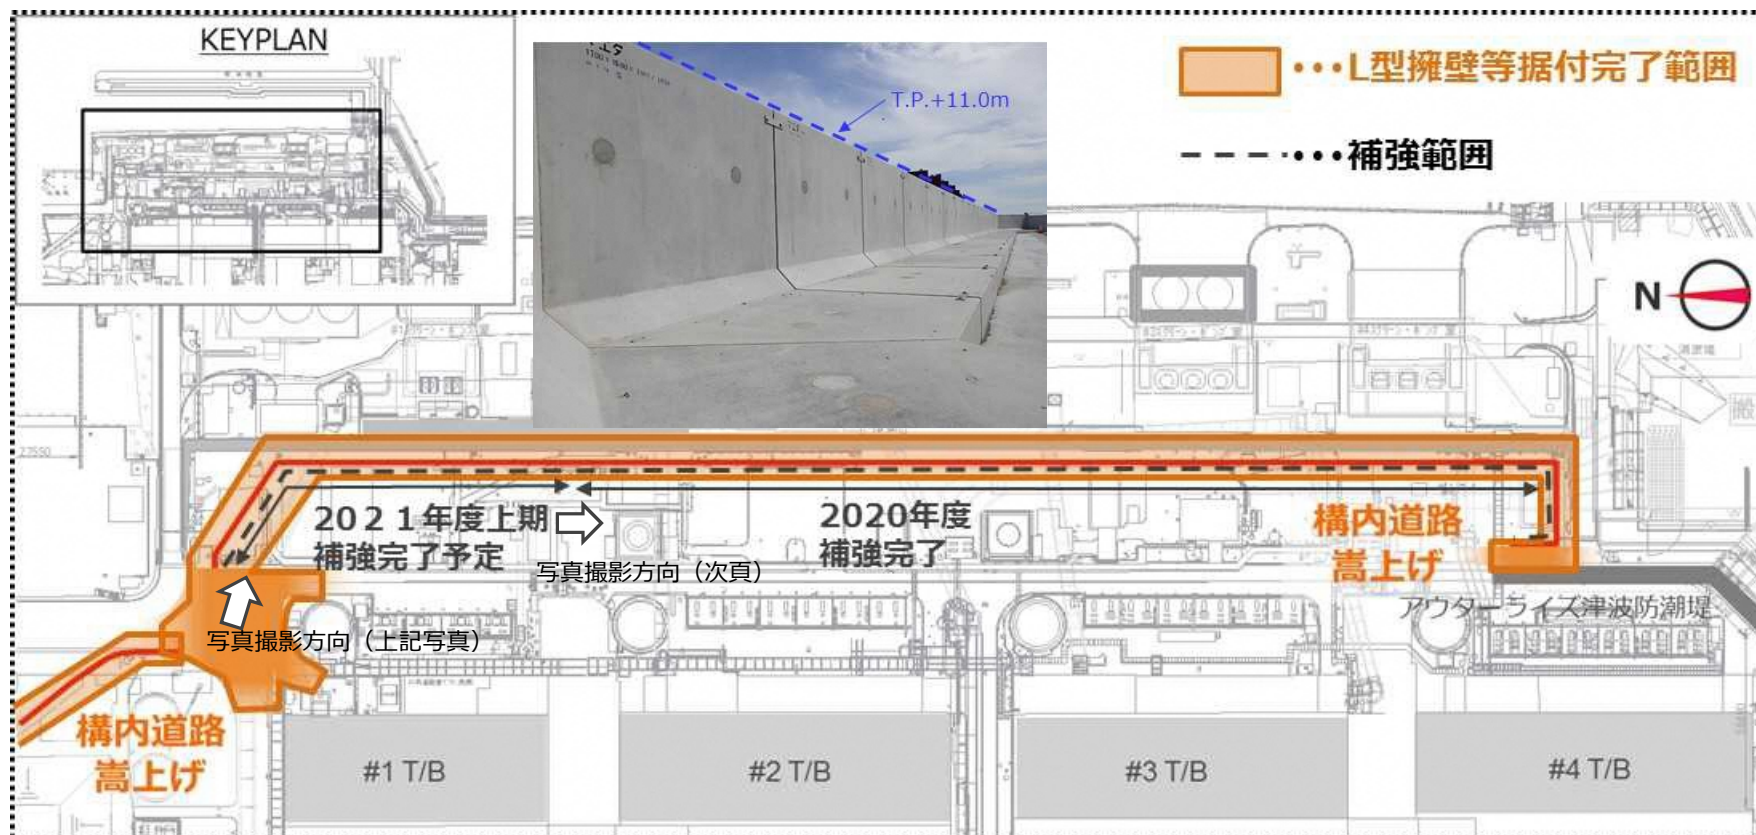 KEYPLAN
T.P.+11.0m
・・・L型擁壁等据付完了範囲
・・・補強範囲
N
27550
2021年度上期
補強完了予定
2020年度
補強完了
構内道路
嵩上げ
写真撮影方向（次頁）
アウターライズ津波防潮堤
写真撮影方向（上記写真）
構内道路
嵩上げ
#1 T/B
#2 T/B
#3 T/B
#4 T/B